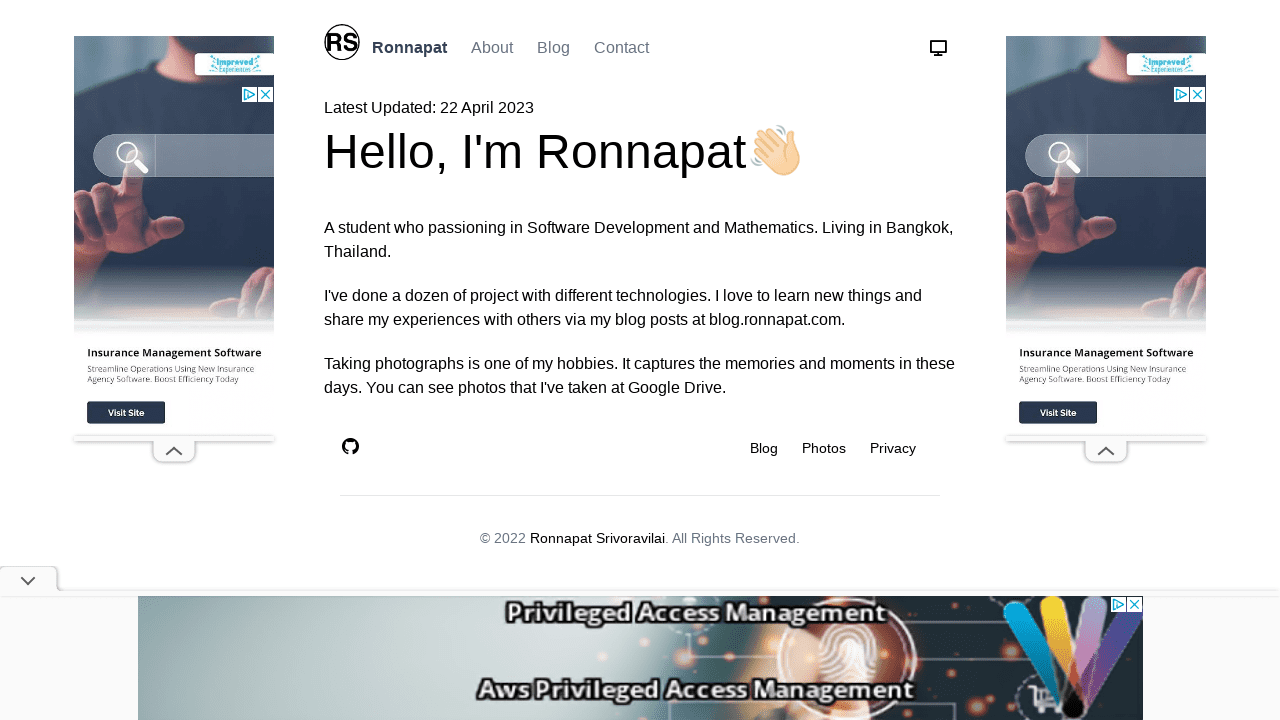 RS
Ronnapat About Blog Contact
Latest Updated: 22 April 2023
Hello, I'm Ronnapat👋🏻
A student who passioning in Software Development and Mathematics. Living in Bangkok,
Thailand.
I've done a dozen of project with different technologies. I love to learn new things and
share my experiences with others via my blog posts at blog.ronnapat.com.
Taking photographs is one of my hobbies. It captures the memories and moments in these
days. You can see photos that I've taken at Google Drive.
Blog Photos Privacy
© 2022 Ronnapat Srivoravilai. All Rights Reserved.
Improved
Experiences
Insurance Management Software
Streamline Operations Using New Insurance
Agency Software. Boost Efficiency Today
Visit Site
Improved
Experiences
Insurance Management Software
Streamline Operations Using New Insurance
Agency Software. Boost Efficiency Today
Visit Site
Privileged Access Management
Aws Privileged Access Management